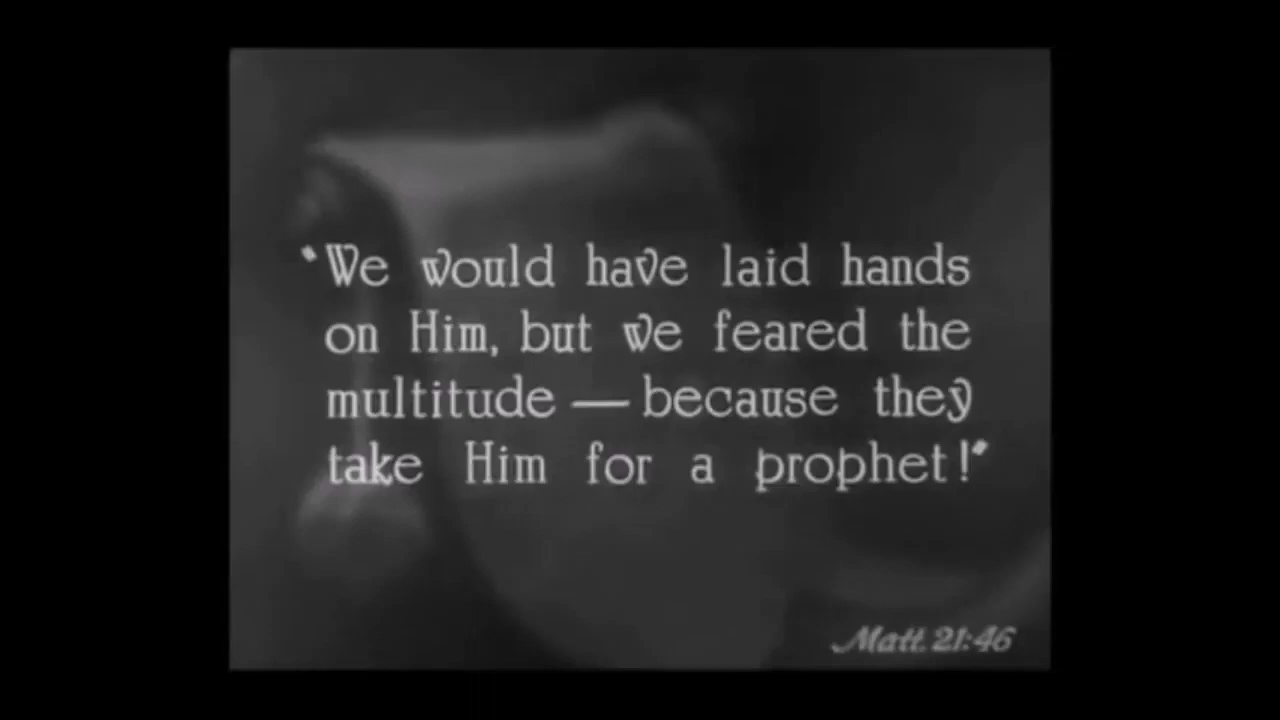 "We would have laid hands
on Him, but we feared the
multitude — because they
take Him for a prophet!"
Matt. 21:46